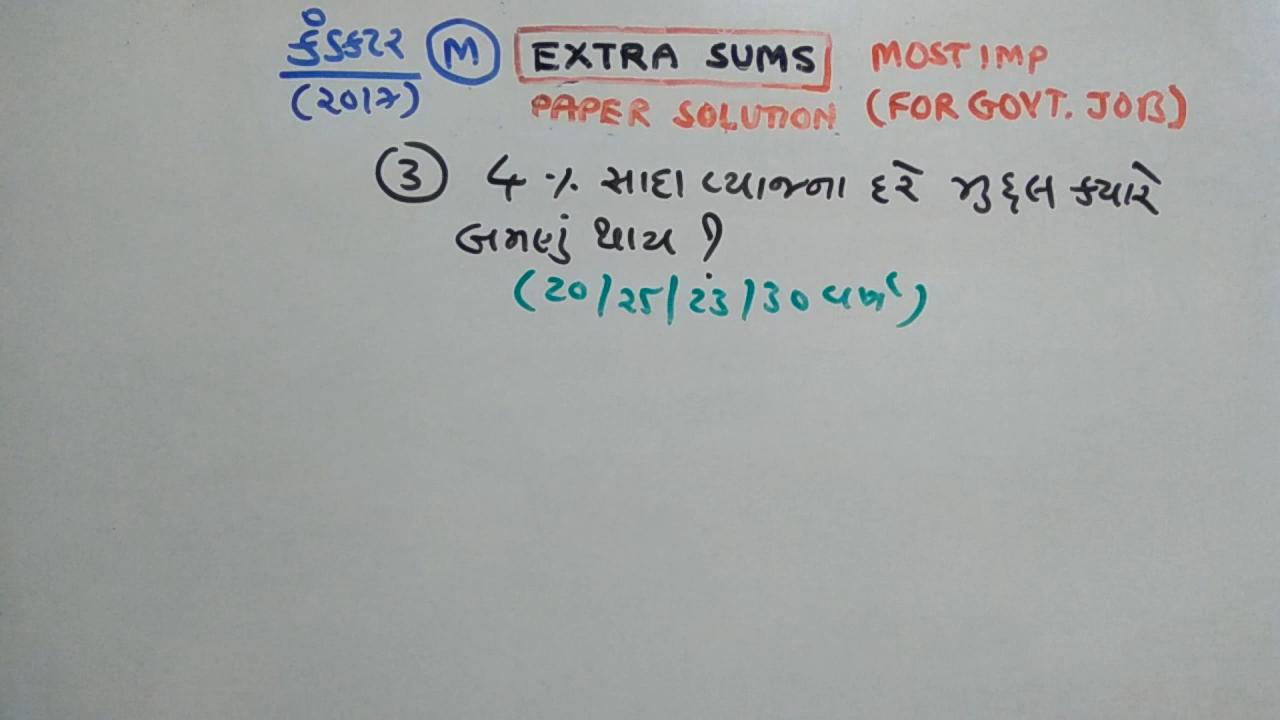 કંડકટર (M) EXTRA SUMS MOST IMP
(2017) PAPER SOLUTION (FOR GOVT. JOB)
(3) 4 % સાદા વ્યાજના દરે મુદ્દલ ક્યારે
બમણું થાય ?
(20/25/23/30 વર્ષ)